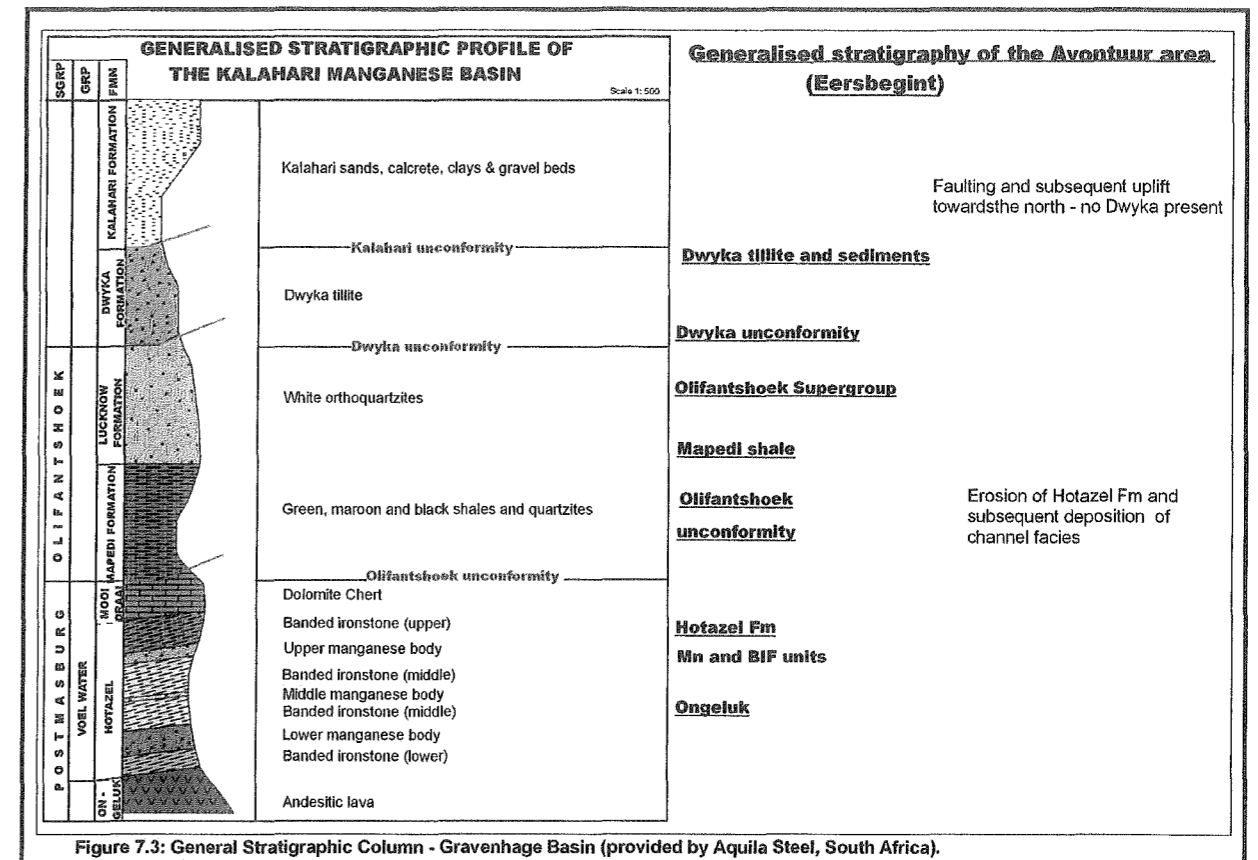 GENERALISED STRATIGRAPHIC PROFILE OF
THE KALAHARI MANGANESE BASIN
Scale 1: 500
SGRP
GRP
FMN
KALAHARI FORMATION
DWYKA
FORMATION
LUCKNOW
FORMATION
MAPEDI FORMATION
MOOI
DRAAI
HOTAZEL
ON -
GELUK
VOEL WATER
OLIFANTSHOEK
POSTMASBURG
Kalahari sands, calcrete, clays & gravel beds
Kalahari unconformity
Dwyka tillite
Dwyka unconformity
White orthoquartzites
Green, maroon and black shales and quartzites
Olifantshoek unconformity
Dolomite Chert
Banded ironstone (upper)
Upper manganese body
Banded ironstone (middle)
Middle manganese body
Banded ironstone (middle)
Lower manganese body
Banded ironstone (lower)
Andesitic lava
Generalised stratigraphy of the Avontuur area
(Eersbegint)
Faulting and subsequent uplift
towardsthe north - no Dwyka present
Dwyka tillite and sediments
Dwyka unconformity
Olifantshoek Supergroup
Mapedi shale
Olifantshoek
unconformity
Erosion of Hotazel Fm and
subsequent deposition of
channel facies
Hotazel Fm
Mn and BIF units
Ongeluk
Figure 7.3: General Stratigraphic Column - Gravenhage Basin (provided by Aquila Steel, South Africa).